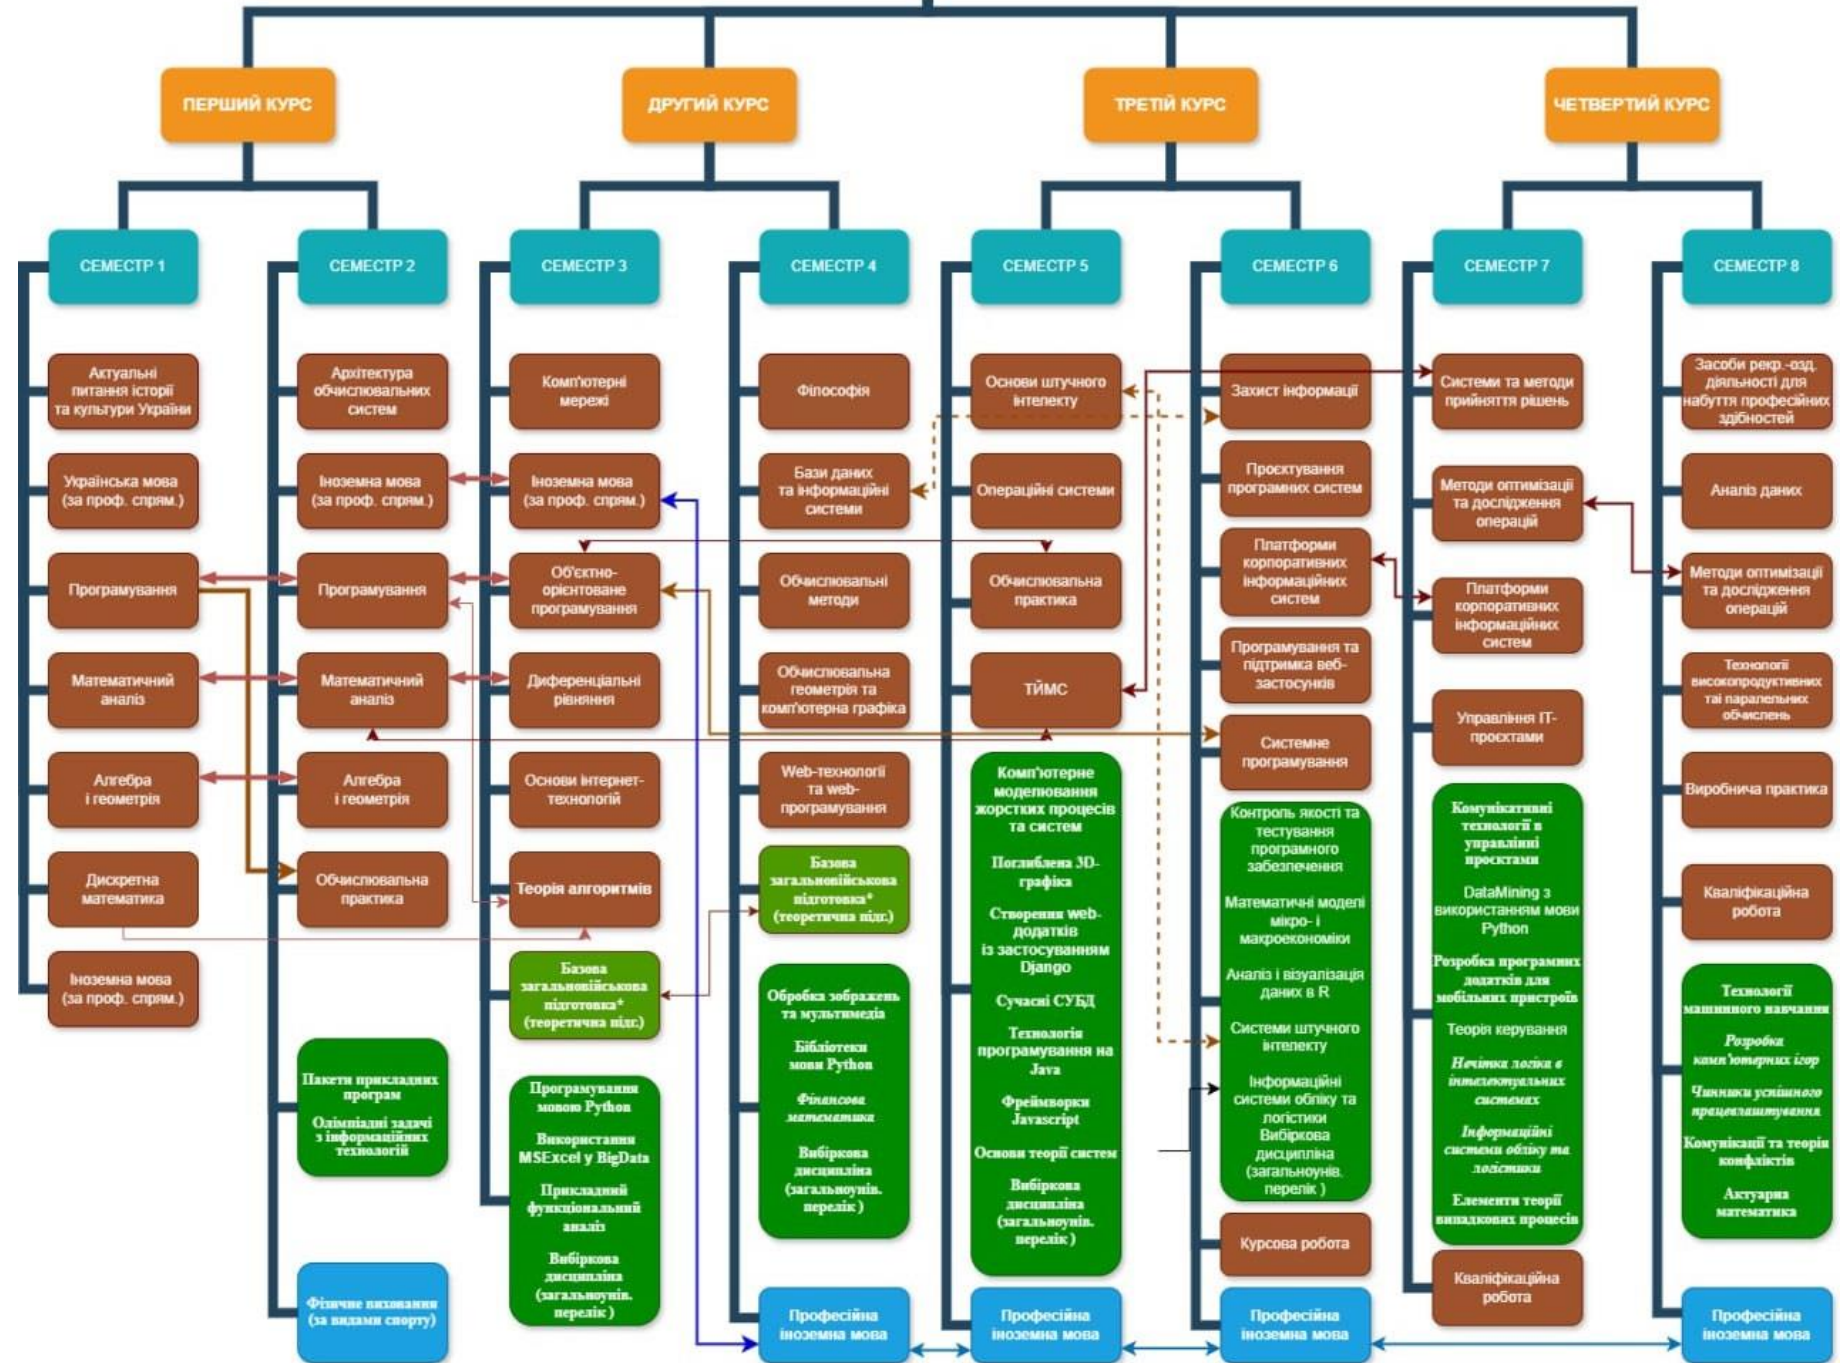 ПЕРШИЙ КУРС
ДРУГИЙ КУРС
ТРЕТІЙ КУРС
ЧЕТВЕРТИЙ КУРС
СЕМЕСТР 1
СЕМЕСТР 2
СЕМЕСТР 3
СЕМЕСТР 4
СЕМЕСТР 5
СЕМЕСТР 6
СЕМЕСТР 7
СЕМЕСТР 8
Актуальні
питання історії
та культури України
Українська мова
(за проф. спрям.)
Програмування
Математичний
аналіз
Алгебра
і геометрія
Дискретна
математика
Іноземна мова
(за проф. спрям.)
Архітектура
обчислювальних
систем
Іноземна мова
(за проф. спрям.)
Програмування
Математичний
аналіз
Алгебра
і геометрія
Обчислювальна
практика
Пакети прикладних
програм
Олімпіадні задачі
з інформаційних
технологій
Фізичне виховання
(за видами спорту)
Комп'ютерні
мережі
Іноземна мова
(за проф. спрям.)
Об'єктно-
орієнтоване
програмування
Диференціальні
рівняння
Основи інтернет-
технологій
Теорія алгоритмів
Базова
загальновійськова
підготовка*
(теоретична підг.)
Програмування
мовою Python
Використання
MSExcel у BigData
Прикладний
функціональний
аналіз
Вибіркова
дисципліна
(загальноунів.
перелік )
Філософія
Бази даних
та інформаційні
системи
Обчислювальні
методи
Обчислювальна
геометрія та
комп'ютерна графіка
Web-технології
та web-
програмування
Базова
загальновійськова
підготовка*
(теоретична підг.)
Обробка зображень
та мультимедіа
Бібліотеки
мови Python
Фінансова
математика
Вибіркова
дисципліна
(загальноунів.
перелік )
Професійна
іноземна мова
Основи штучного
інтелекту
Операційні системи
Обчислювальна
практика
ТЙМС
Комп'ютерне
моделювання
жорстких процесів
та систем
Поглиблена 3D-
графіка
Створення web-
додатків
із застосуванням
Django
Сучасні СУБД
Технологія
програмування на
Java
Фреймворки
Javascript
Основи теорії систем
Вибіркова
дисципліна
(загальноунів.
перелік )
Професійна
іноземна мова
Захист інформації
Проєктування
програмних систем
Платформи
корпоративних
інформаційних
систем
Програмування та
підтримка веб-
застосунків
Системне
програмування
Контроль якості та
тестування
програмного
забезпечення
Математичні моделі
мікро- і
макроекономіки
Аналіз і візуалізація
даних в R
Системи штучного
інтелекту
Інформаційні
системи обліку та
логістики
Вибіркова
дисципліна
(загальноунів.
перелік )
Курсова робота
Професійна
іноземна мова
Системи та методи
прийняття рішень
Методи оптимізації
та дослідження
операцій
Платформи
корпоративних
інформаційних
систем
Управління ІТ-
проєктами
Комунікативні
технології в
управлінні
проєктами
DataMining з
використанням мови
Python
Розробка програмних
додатків для
мобільних пристроїв
Теорія керування
Нечітка логіка в
інтелектуальних
системах
Інформаційні
системи обліку та
логістики
Елементи теорії
випадкових процесів
Кваліфікаційна
робота
Засоби рекр.-озд.
діяльності для
набуття професійних
здібностей
Аналіз даних
Методи оптимізації
та дослідження
операцій
Технології
високопродуктивних
таі паралельних
обчислень
Виробнича практика
Кваліфікаційна
робота
Технології
машинного навчання
Розробка
комп'ютерних ігор
Чинники успішного
працевлаштування
Комунікації та теорія
конфліктів
Актуарна
математика
Професійна
іноземна мова